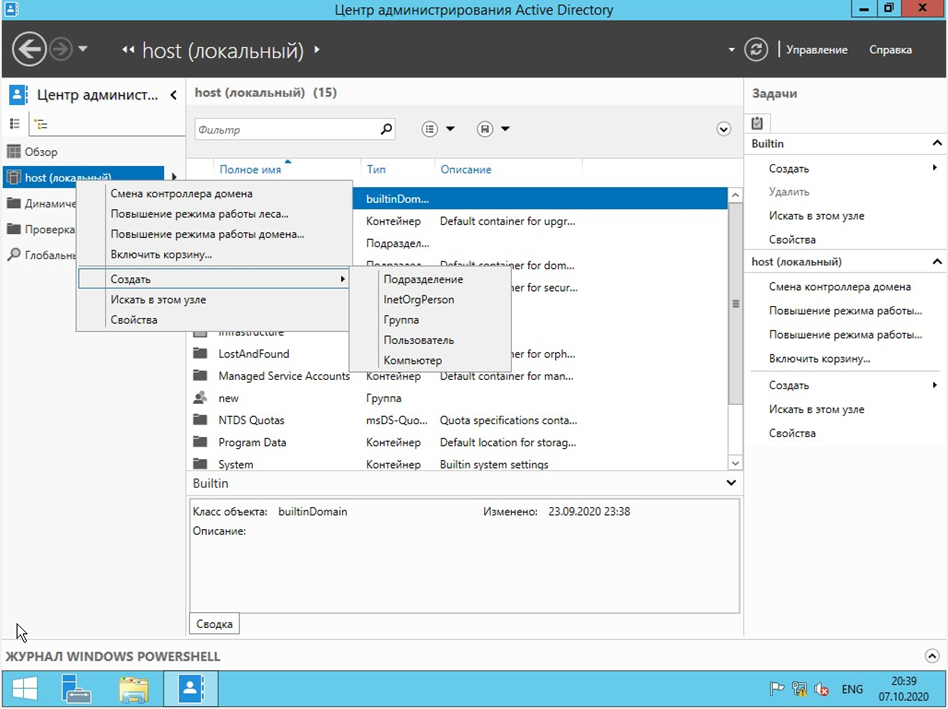 Центр администрирования Active Directory
host (локальный)
Управление
Справка
Центр админист...
Обзор
host (локальный)
Динамиче
Проверка
Глобальн
host (локальный) (15)
Фильтр
Полное имя Тип Описание
builtinDom...
Контейнер Default container for upgr...
Подраздел...
Подраздел... Default container for dom...
ner for secur...
Infrastructure
LostAndFound ner for orph...
Managed Service Accounts Контейнер Default container for man...
new Группа
NTDS Quotas msDS-Quo... Quota specifications conta...
Program Data Контейнер Default location for storag...
System Контейнер Builtin system settings
Смена контроллера домена
Повышение режима работы леса...
Повышение режима работы домена...
Включить корзину...
Создать
Искать в этом узле
Свойства
Подразделение
InetOrgPerson
Группа
Пользователь
Компьютер
Builtin
Класс объекта: builtinDomain Изменено: 23.09.2020 23:38
Описание:
Сводка
Задачи
Builtin
Создать
Удалить
Искать в этом узле
Свойства
host (локальный)
Смена контроллера домена
Повышение режима работы...
Повышение режима работы...
Включить корзину...
Создать
Искать в этом узле
Свойства
ЖУРНАЛ WINDOWS POWERSHELL
ENG
20:39
07.10.2020